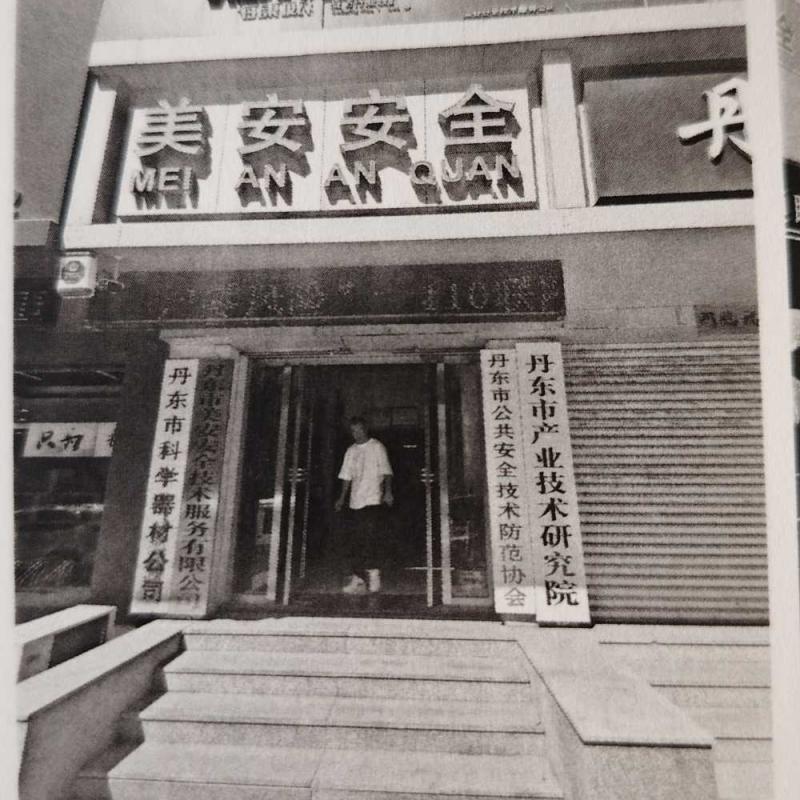 美安安全
MEI AN AN QUAN
丹
丹东市科学器材公司
丹东市美安安全技术服务有限公司
丹东市公共安全技术防范协会
丹东市产业技术研究院